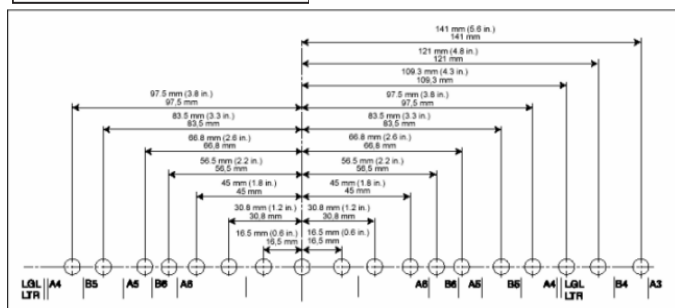 141 mm (5.6 in.)
141 mm
121 mm (4.8 in.)
121 mm
109.3 mm (4.3 in.)
109,3 mm
97.5 mm (3.8 in.)
97,5 mm
97.5 mm (3.8 in.)
97,5 mm
83.5 mm (3.3 in.)
83,5 mm
83.5 mm (3.3 in.)
83,5 mm
66.8 mm (2.6 in.)
66,8 mm
66.8 mm (2.6 in.)
66,8 mm
56.5 mm (2.2 in.)
56,5 mm
56.5 mm (2.2 in.)
56,5 mm
45 mm (1.8 in.)
45 mm
45 mm (1.8 in.)
45 mm
30.8 mm (1.2 in.)
30,8 mm
30.8 mm (1.2 in.)
30,8 mm
16.5 mm (0.6 in.)
16,5 mm
16.5 mm (0.6 in.)
16,5 mm
LGL A4 B5 A5 B6 A6 A6 B6 A5 B5 A4 LGL B4 A3
LTR LTR